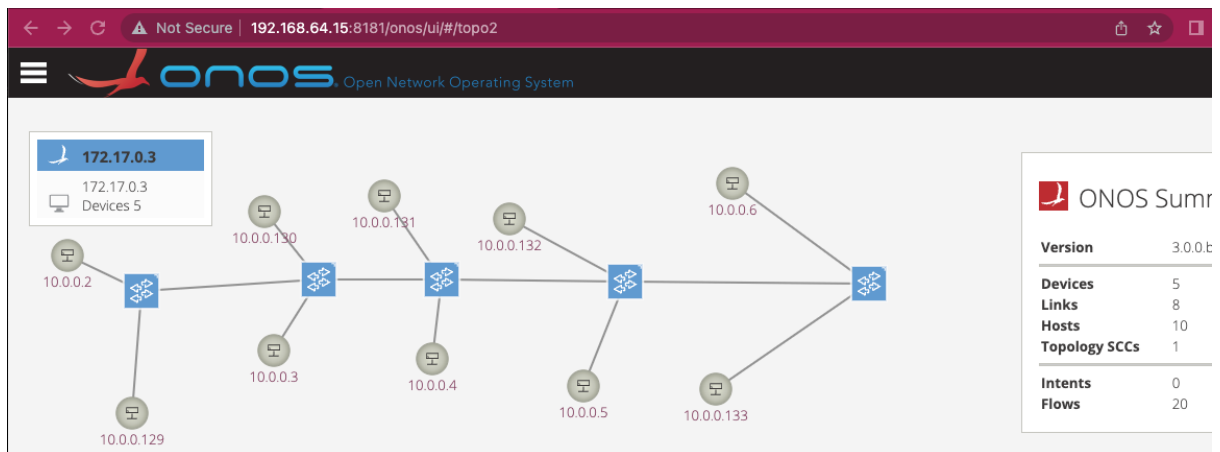 Not Secure | 192.168.64.15:8181/onos/ui/#/topo2
onos. Open Network Operating System
172.17.0.3
172.17.0.3
Devices 5
10.0.0.2
10.0.0.130
10.0.0.131
10.0.0.132
10.0.0.6
10.0.0.3
10.0.0.4
10.0.0.5
10.0.0.133
10.0.0.129
ONOS Summ
Version 3.0.0.b
Devices 5
Links 8
Hosts 10
Topology SCCs 1
Intents 0
Flows 20